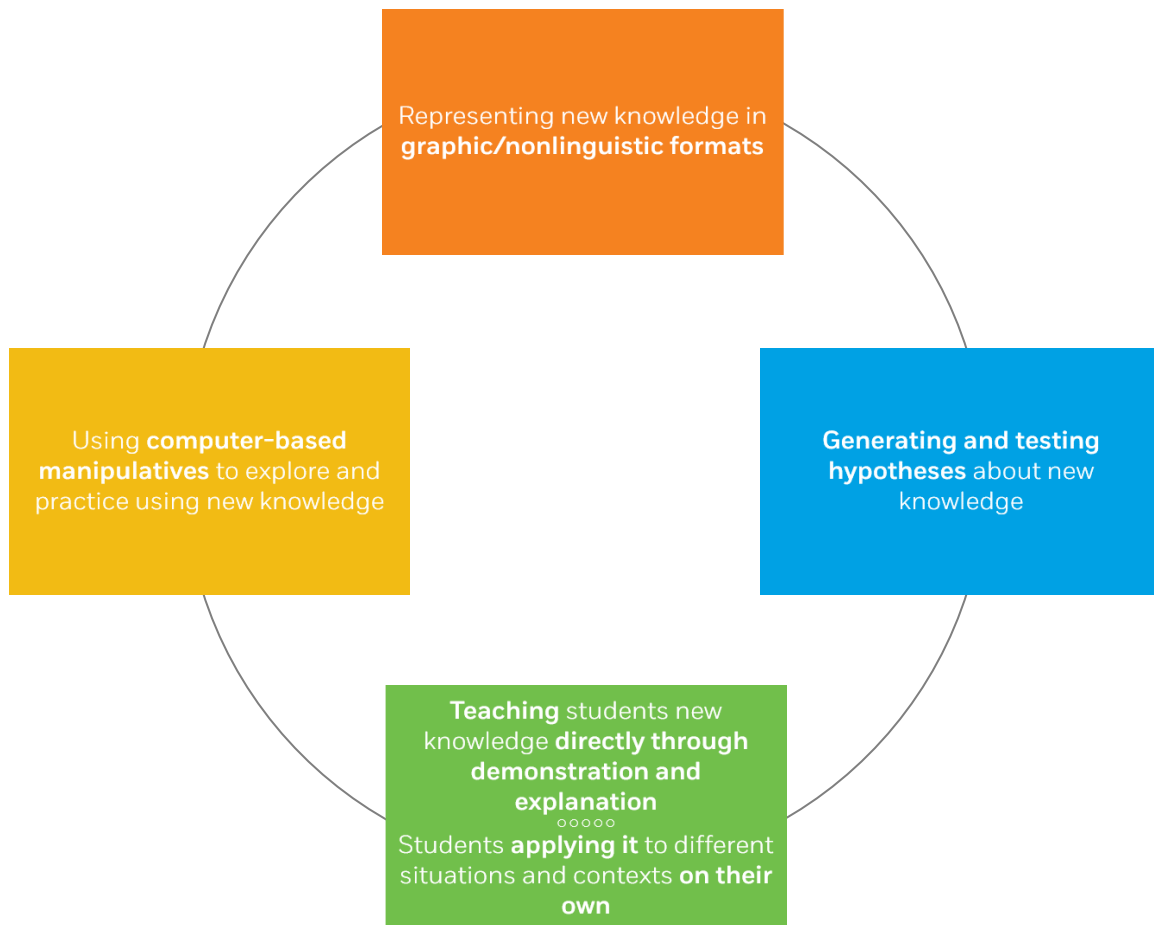 Representing new knowledge in
graphic/nonlinguistic formats
Using computer-based
manipulatives to explore and
practice using new knowledge
Generating and testing
hypotheses about new
knowledge
Teaching students new
knowledge directly through
demonstration and
explanation
○○○○○
Students applying it to different
situations and contexts on their
own